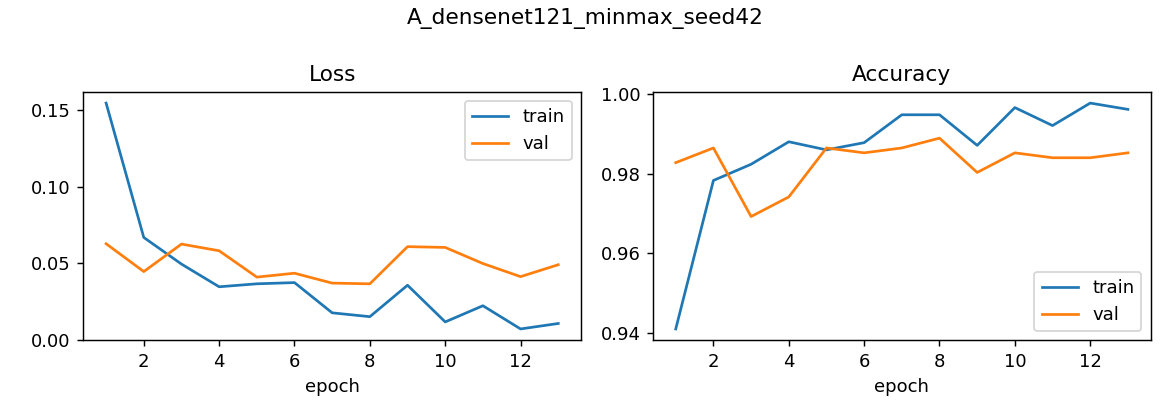 A_densenet121_minmax_seed42
Loss
0.15
0.10
0.05
0.00
train
val
2 4 6 8 10 12
epoch
Accuracy
1.00
0.98
0.96
0.94
train
val
2 4 6 8 10 12
epoch